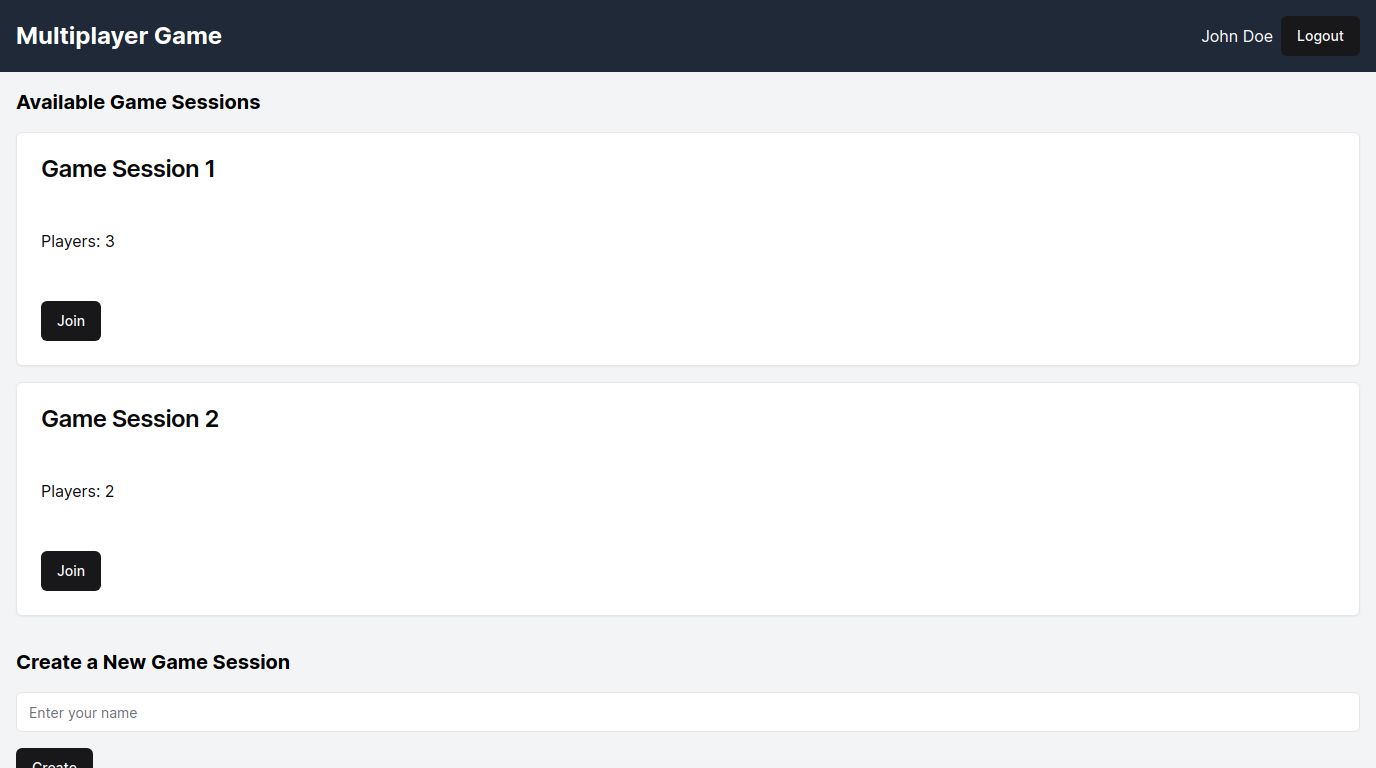 Multiplayer Game
John Doe
Logout
Available Game Sessions
Game Session 1
Players: 3
Join
Game Session 2
Players: 2
Join
Create a New Game Session
Enter your name
Create